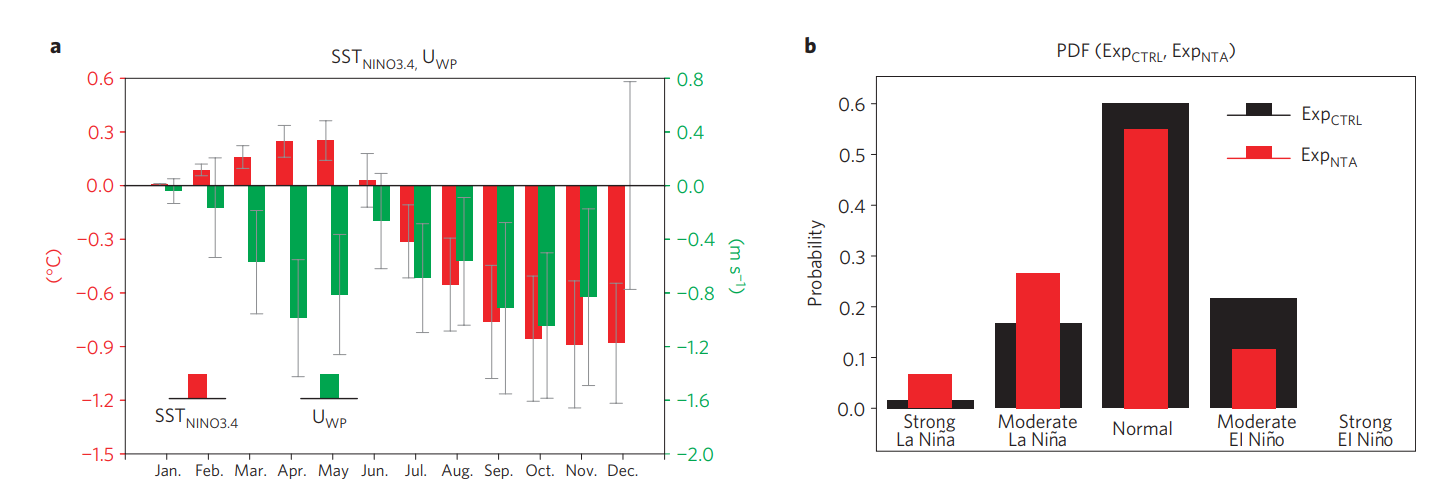 a
SST_NINO3.4, U_WP
0.6
0.3
0.0
−0.3
−0.6
−0.9
−1.2
−1.5
(°C)
0.8
0.4
0.0
−0.4
−0.8
−1.2
−1.6
−2.0
(m s⁻¹)
SST_NINO3.4
U_WP
Jan. Feb. Mar. Apr. May Jun. Jul. Aug. Sep. Oct. Nov. Dec.
b
PDF (Exp_CTRL, Exp_NTA)
Probability
0.6
0.5
0.4
0.3
0.2
0.1
0.0
Exp_CTRL
Exp_NTA
Strong
La Niña
Moderate
La Niña
Normal
Moderate
El Niño
Strong
El Niño